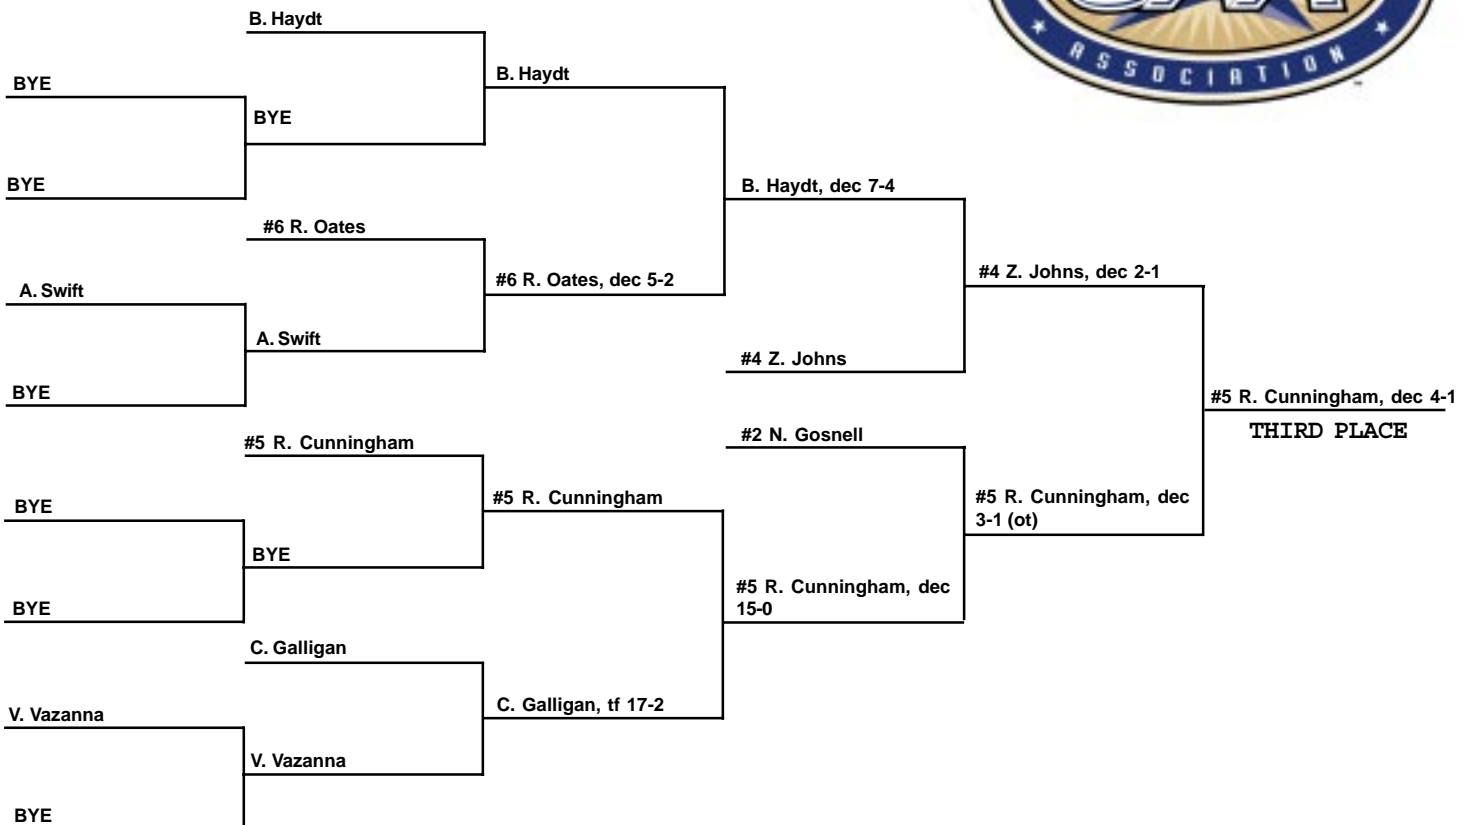 B. Haydt
BYE
B. Haydt
BYE
BYE
#6 R. Oates
B. Haydt, dec 7-4
A. Swift
#6 R. Oates, dec 5-2
A. Swift
#4 Z. Johns, dec 2-1
BYE
#4 Z. Johns
#5 R. Cunningham, dec 4-1
THIRD PLACE
#5 R. Cunningham
#2 N. Gosnell
BYE
#5 R. Cunningham
#5 R. Cunningham, dec
3-1 (ot)
BYE
BYE
#5 R. Cunningham, dec
15-0
C. Galligan
V. Vazanna
C. Galligan, tf 17-2
V. Vazanna
BYE
ASSOCIATION